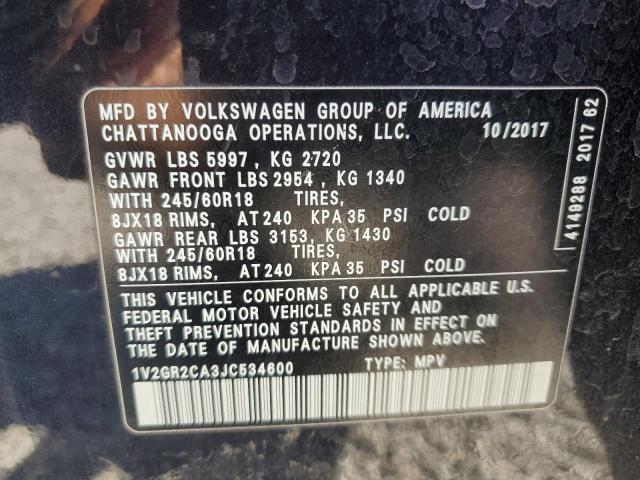 MFD BY VOLKSWAGEN GROUP OF AMERICA
CHATTANOOGA OPERATIONS, LLC. 10/2017
GVWR LBS 5997 , KG 2720
GAWR FRONT LBS 2954 , KG 1340
WITH 245/60R18 TIRES,
8JX18 RIMS, AT 240 KPA 35 PSI COLD
GAWR REAR LBS 3153, KG 1430
WITH 245/60R18 TIRES,
8JX18 RIMS, AT 240 KPA 35 PSI COLD
THIS VEHICLE CONFORMS TO ALL APPLICABLE U.S.
FEDERAL MOTOR VEHICLE SAFETY AND
THEFT PREVENTION STANDARDS IN EFFECT ON
THE DATE OF MANUFACTURE SHOWN ABOVE
1V2GR2CA3JC534600 TYPE: MPV
4149288 2017 62